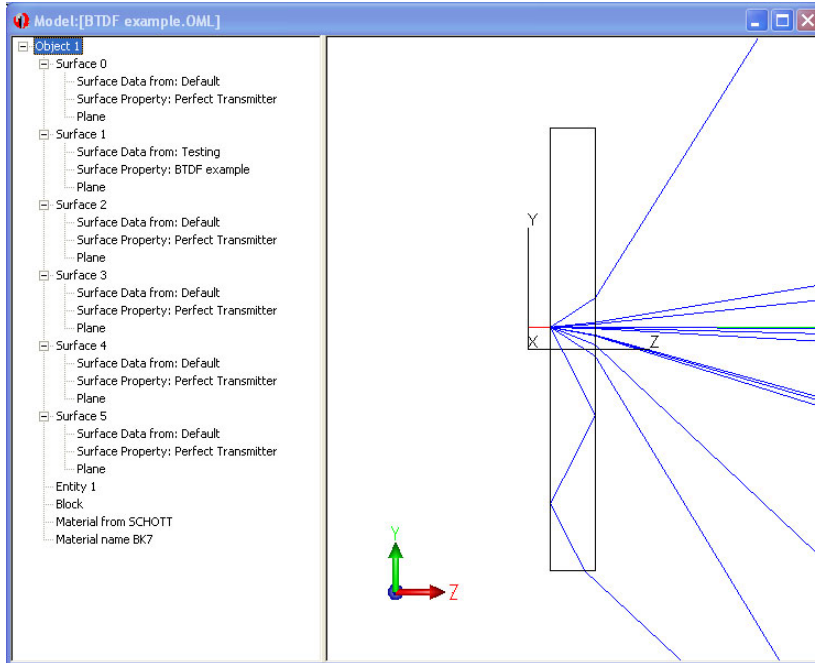 Model:[BTDF example.OML]
Object 1
Surface 0
Surface Data from: Default
Surface Property: Perfect Transmitter
Plane
Surface 1
Surface Data from: Testing
Surface Property: BTDF example
Plane
Surface 2
Surface Data from: Default
Surface Property: Perfect Transmitter
Plane
Surface 3
Surface Data from: Default
Surface Property: Perfect Transmitter
Plane
Surface 4
Surface Data from: Default
Surface Property: Perfect Transmitter
Plane
Surface 5
Surface Data from: Default
Surface Property: Perfect Transmitter
Plane
Entity 1
Block
Material from SCHOTT
Material name BK7
Y
X
Z
Y
Z